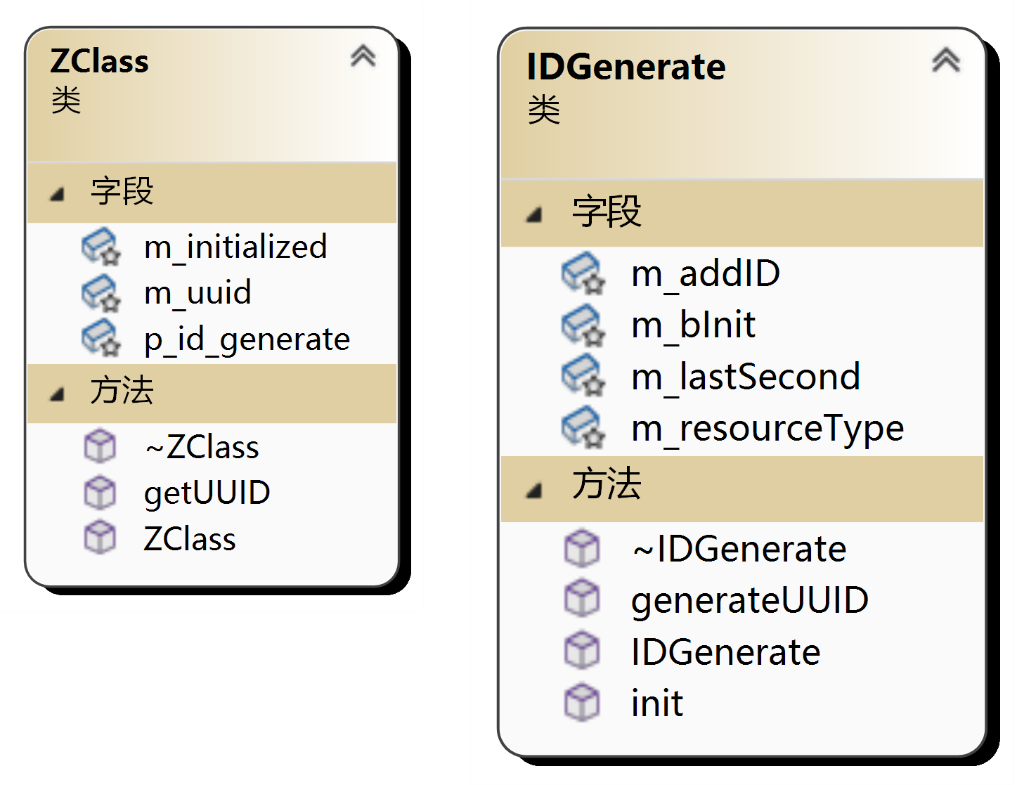 ZClass
类
字段
m_initialized
m_uuid
p_id_generate
方法
~ZClass
getUUID
ZClass
IDGenerate
类
字段
m_addID
m_bInit
m_lastSecond
m_resourceType
方法
~IDGenerate
generateUUID
IDGenerate
init